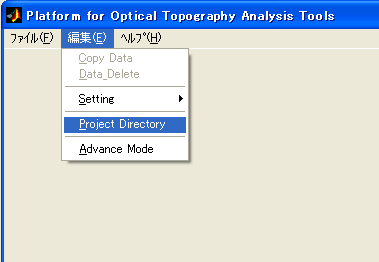 Platform for Optical Topography Analysis Tools
ﾌｧｲﾙ(F) 編集(E) ﾍﾙﾌﾟ(H)
Copy Data
Data_Delete
Setting
Project Directory
Advance Mode